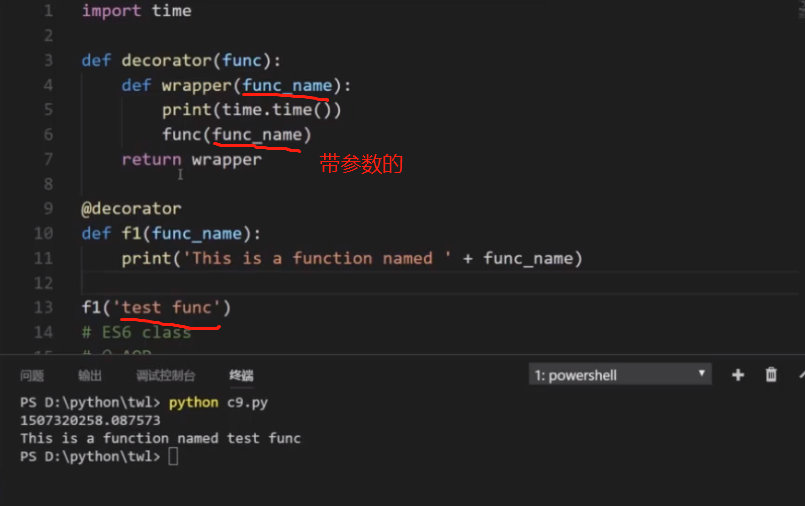 1 import time
2
3 def decorator(func):
4 def wrapper(func_name):
5 print(time.time())
6 func(func_name)
7 return wrapper
带参数的
8
9 @decorator
10 def f1(func_name):
11 print('This is a function named ' + func_name)
12
13 f1('test func')
14 # ES6 class
问题 输出 调试控制台 终端 1: powershell
PS D:\python\twl> python c9.py
1507320258.087573
This is a function named test func
PS D:\python\twl>